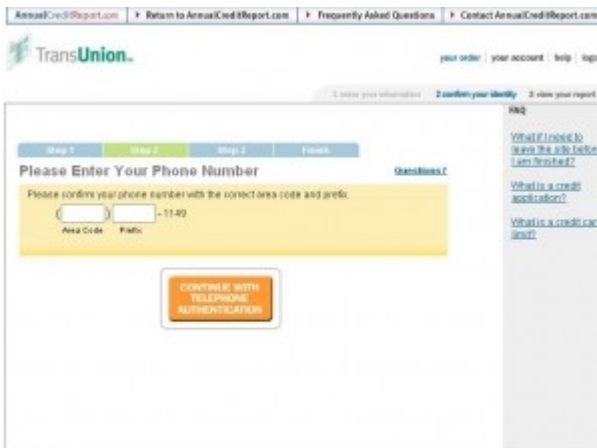 AnnualCreditReport.com Return to AnnualCreditReport.com Frequently Asked Questions Contact AnnualCreditReport.com
TransUnion.
your order your account help logo
1 enter your information 2 confirm your identity 3 view your report
FAQ
What if I need to
leave the site before
I am finished?
What is a credit
application?
What is a credit card
limit?
Step 1 Step 2 Step 3 Finish
Please Enter Your Phone Number Questions?
Please confirm your phone number with the correct area code and prefix.
( ) - 1149
Area Code Prefix
CONTINUE WITH
TELEPHONE
AUTHENTICATION